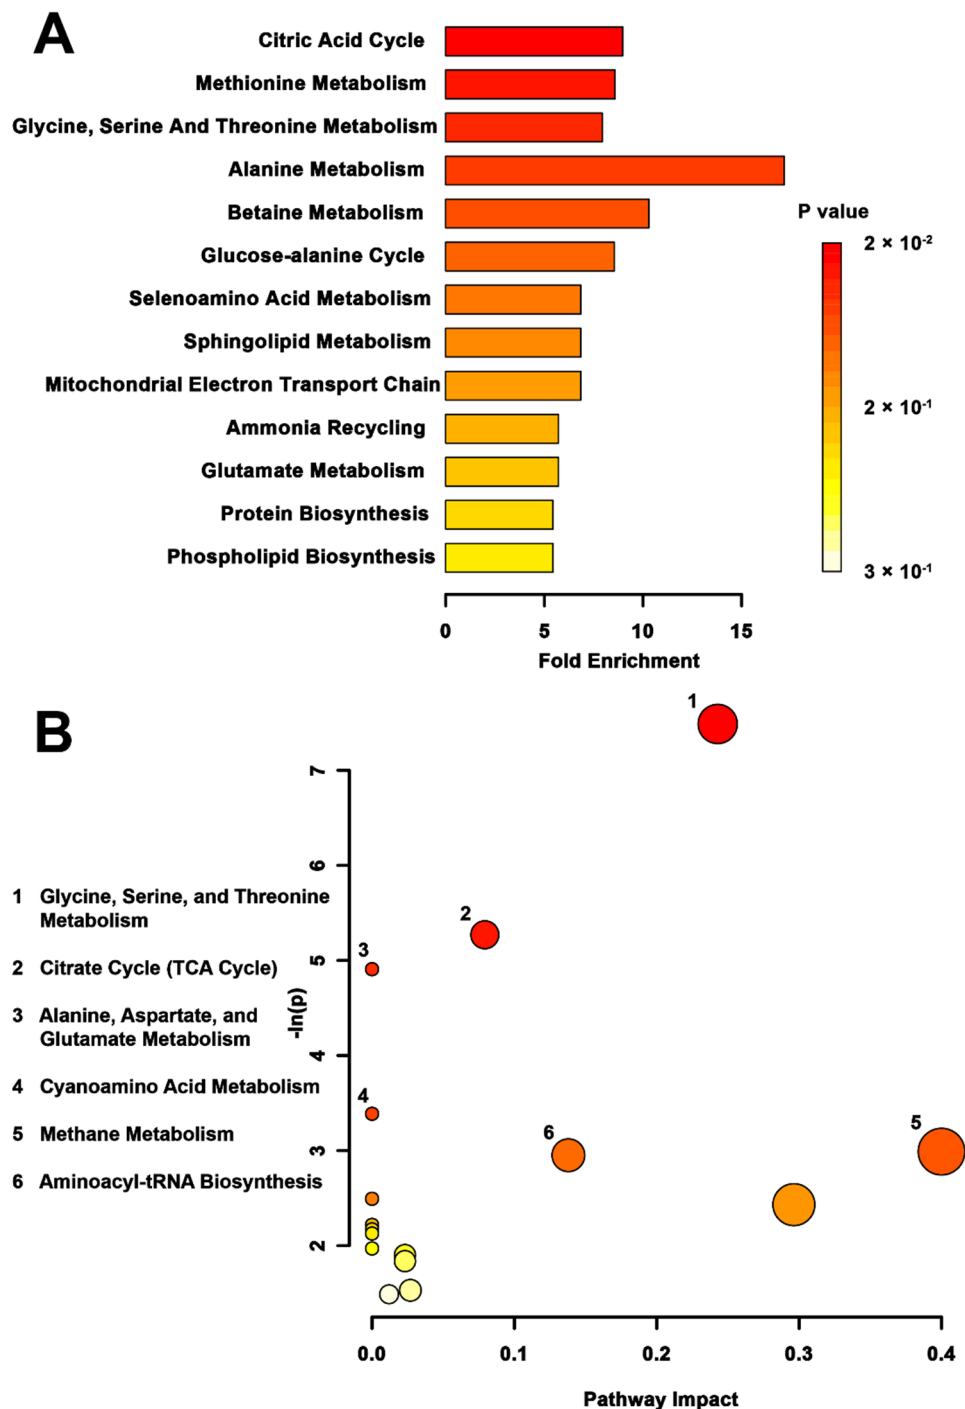 A
Citric Acid Cycle
Methionine Metabolism
Glycine, Serine And Threonine Metabolism
Alanine Metabolism
Betaine Metabolism
Glucose-alanine Cycle
Selenoamino Acid Metabolism
Sphingolipid Metabolism
Mitochondrial Electron Transport Chain
Ammonia Recycling
Glutamate Metabolism
Protein Biosynthesis
Phospholipid Biosynthesis
P value
2 × 10⁻²
2 × 10⁻¹
3 × 10⁻¹
0 5 10 15
Fold Enrichment
B
1 Glycine, Serine, and Threonine
Metabolism
2 Citrate Cycle (TCA Cycle)
3 Alanine, Aspartate, and
Glutamate Metabolism
4 Cyanoamino Acid Metabolism
5 Methane Metabolism
6 Aminoacyl-tRNA Biosynthesis
-ln(p)
7
6
5
4
3
2
1
2
3
4
5
6
0.0 0.1 0.2 0.3 0.4
Pathway Impact